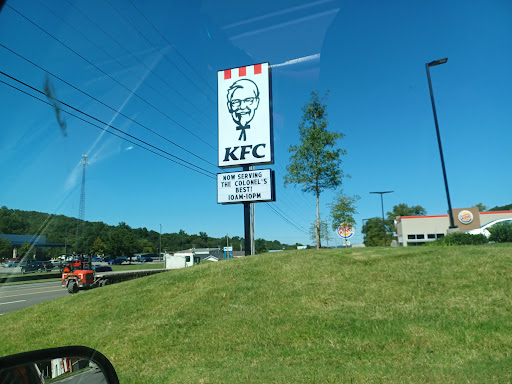 KFC
NOW SERVING
THE COLONEL'S
BEST!
10AM-10PM